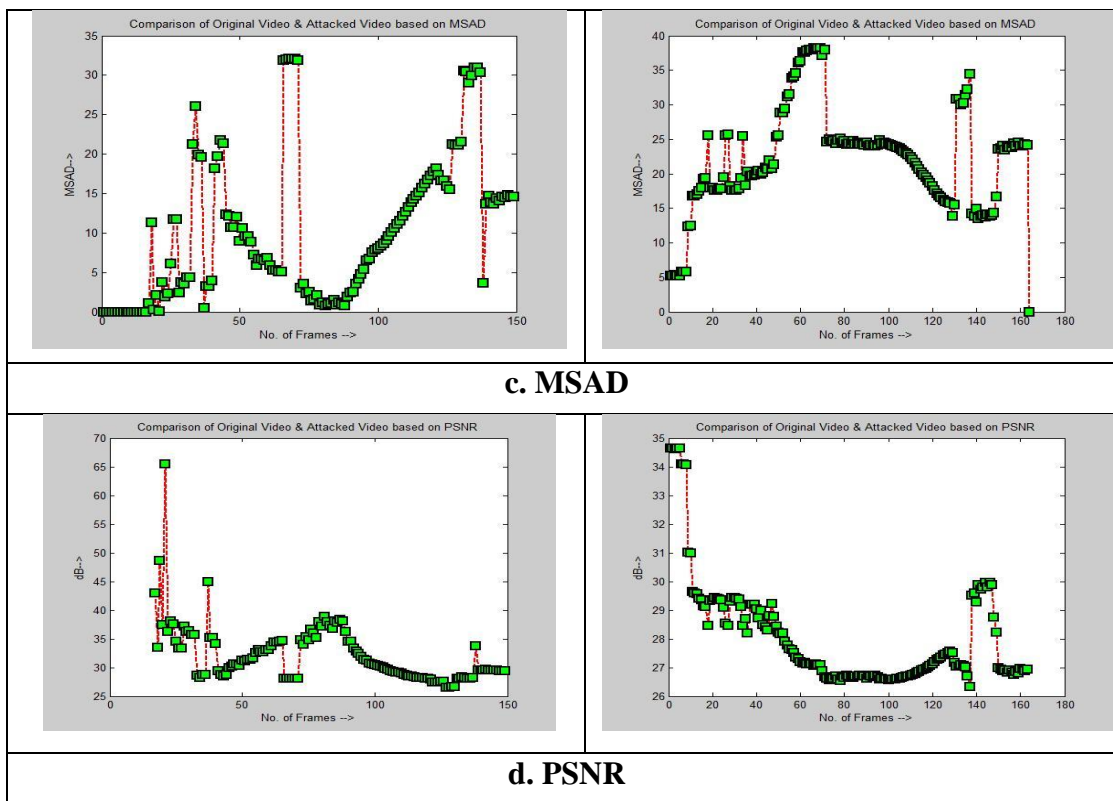 Comparison of Original Video & Attacked Video based on MSAD
35
30
25
20
15
10
5
0
MSAD-->
0 50 100 150
No. of Frames -->
Comparison of Original Video & Attacked Video based on MSAD
40
35
30
25
20
15
10
5
0
MSAD-->
0 20 40 60 80 100 120 140 160 180
No. of Frames -->
c. MSAD
Comparison of Original Video & Attacked Video based on PSNR
70
65
60
55
50
45
40
35
30
25
dB-->
0 50 100 150
No. of Frames -->
Comparison of Original Video & Attacked Video based on PSNR
35
34
33
32
31
30
29
28
27
26
dB-->
0 20 40 60 80 100 120 140 160 180
No. of Frames -->
d. PSNR